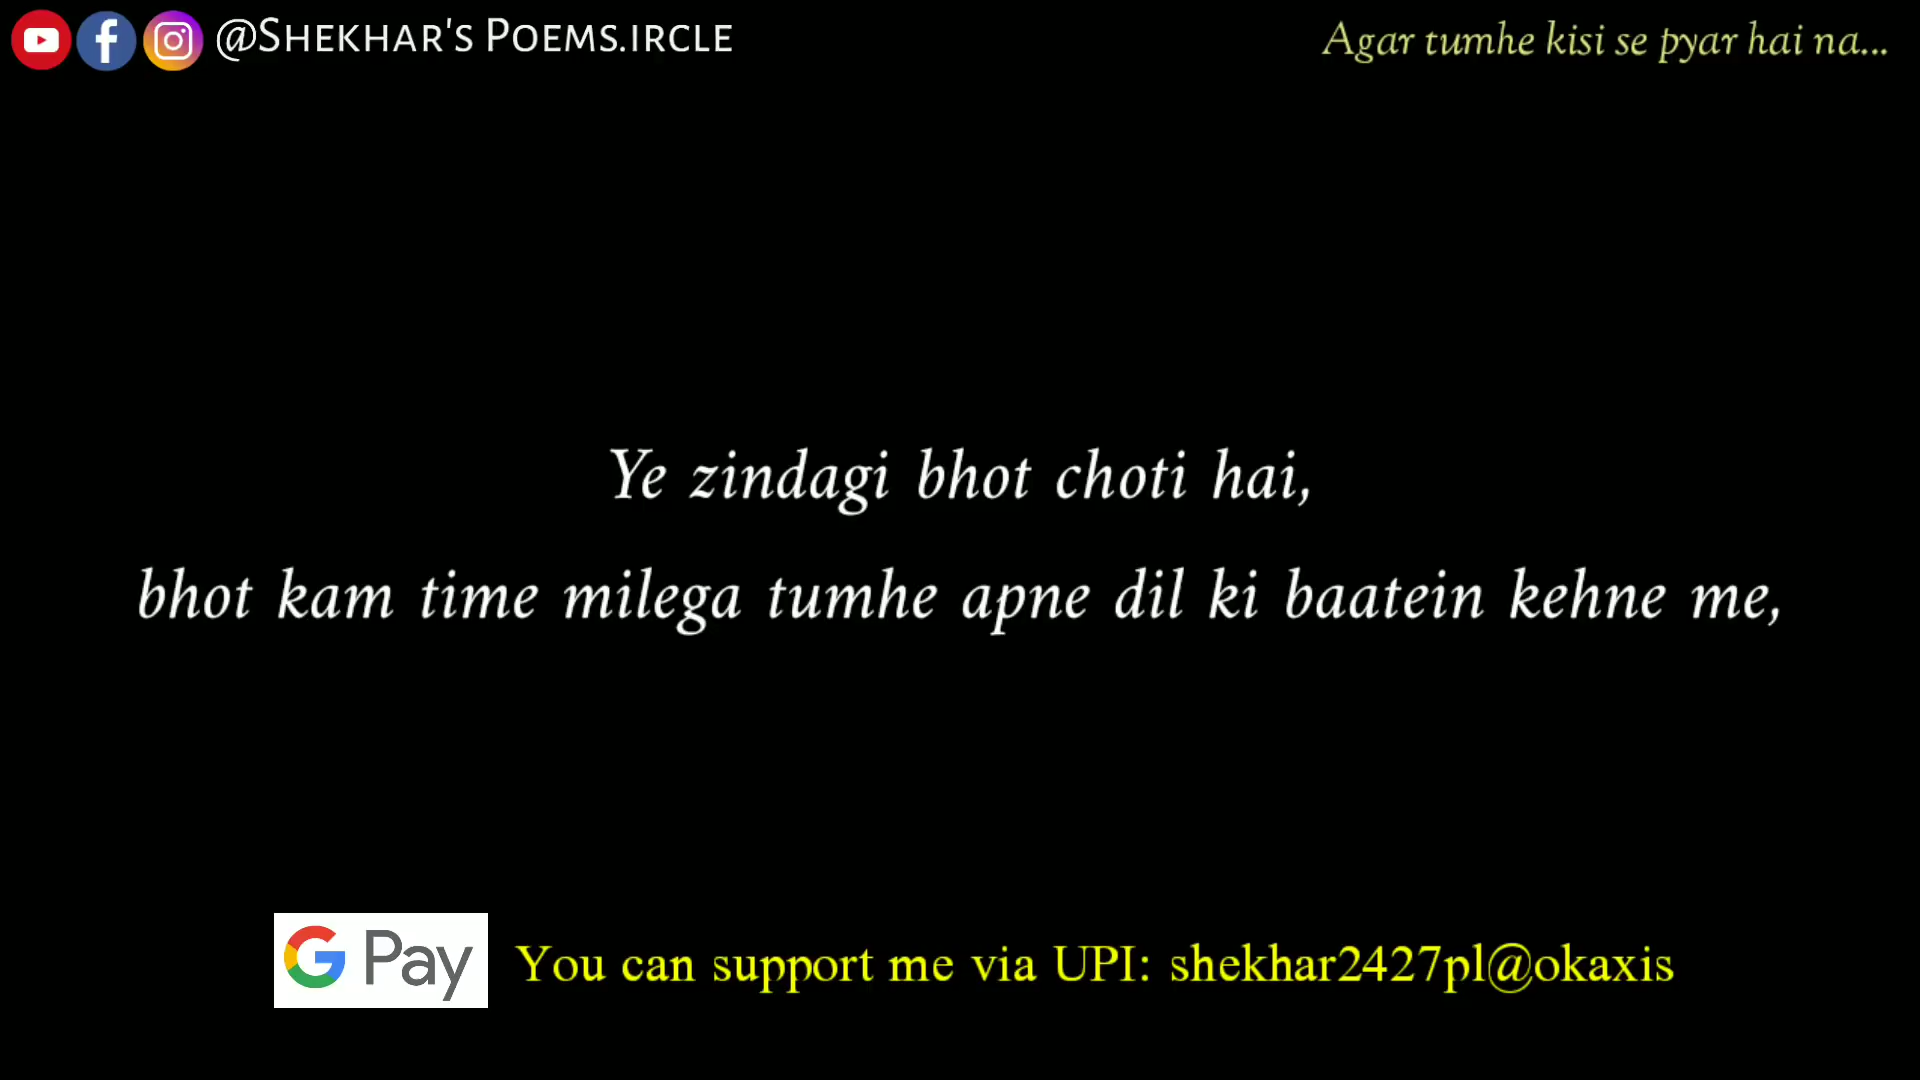 @Shekhar's Poems.ircle
Agar tumhe kisi se pyar hai na...
Ye zindagi bhot choti hai,
bhot kam time milega tumhe apne dil ki baatein kehne me,
G Pay You can support me via UPI: shekhar2427pl@okaxis